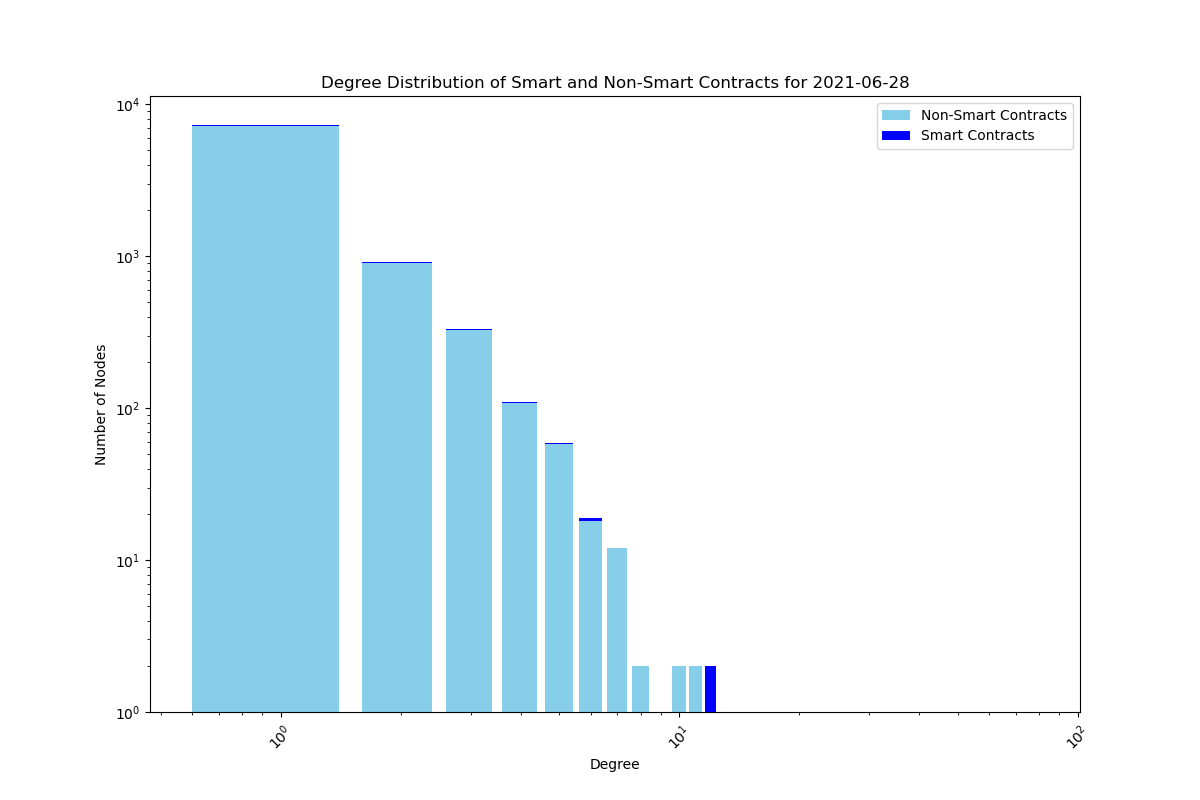 Degree Distribution of Smart and Non-Smart Contracts for 2021-06-28
Non-Smart Contracts
Smart Contracts
Number of Nodes
10⁴
10³
10²
10¹
10⁰
10⁰
10¹
10²
Degree